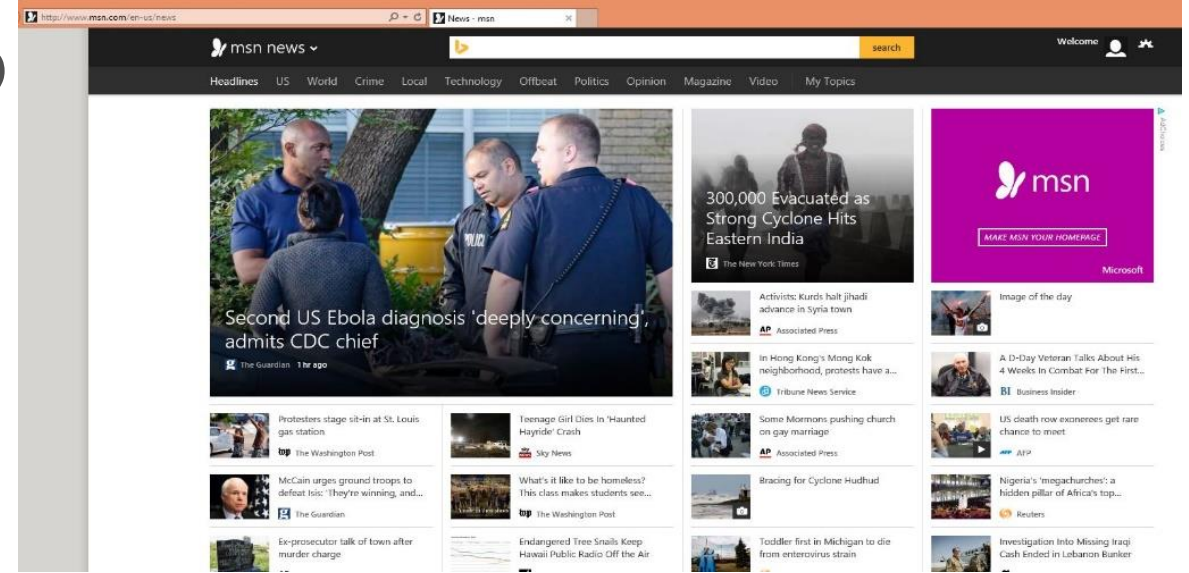 http://www.msn.com/en-us/news
News - msn
msn news
search
Welcome
Headlines US World Crime Local Technology Offbeat Politics Opinion Magazine Video My Topics
Second US Ebola diagnosis 'deeply concerning',
admits CDC chief
The Guardian 1 hr ago
300,000 Evacuated as
Strong Cyclone Hits
Eastern India
The New York Times
msn
MAKE MSN YOUR HOMEPAGE
Microsoft
AdChoices
Activists: Kurds halt jihadi
advance in Syria town
AP Associated Press
Image of the day
In Hong Kong's Mong Kok
neighborhood, protests have a...
Tribune News Service
A D-Day Veteran Talks About His
4 Weeks In Combat For The First...
BI Business Insider
Protesters stage sit-in at St. Louis
gas station
wp The Washington Post
Teenage Girl Dies In 'Haunted
Hayride' Crash
Sky News
Some Mormons pushing church
on gay marriage
AP Associated Press
US death row exonerees get rare
chance to meet
AFP AFP
McCain urges ground troops to
defeat Isis: 'They're winning, and...
The Guardian
What's it like to be homeless?
This class makes students see...
wp The Washington Post
Bracing for Cyclone Hudhud
Nigeria's 'megachurches': a
hidden pillar of Africa's top...
Reuters
Ex-prosecutor talk of town after
murder charge
Endangered Tree Snails Keep
Hawaii Public Radio Off the Air
Toddler first in Michigan to die
from enterovirus strain
Investigation Into Missing Iraqi
Cash Ended in Lebanon Bunker